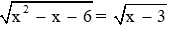 √(x² − x − 6) = √(x − 3)